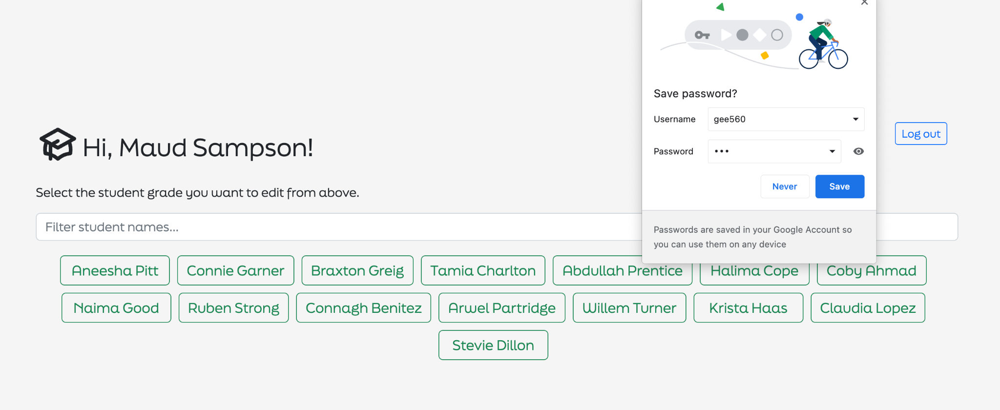 Save password?
Username gee560
Password •••
Never Save
Passwords are saved in your Google Account so
you can use them on any device
Log out
Hi, Maud Sampson!
Select the student grade you want to edit from above.
Filter student names...
Aneesha Pitt Connie Garner Braxton Greig Tamia Charlton Abdullah Prentice Halima Cope Coby Ahmad
Naima Good Ruben Strong Connagh Benitez Arwel Partridge Willem Turner Krista Haas Claudia Lopez
Stevie Dillon